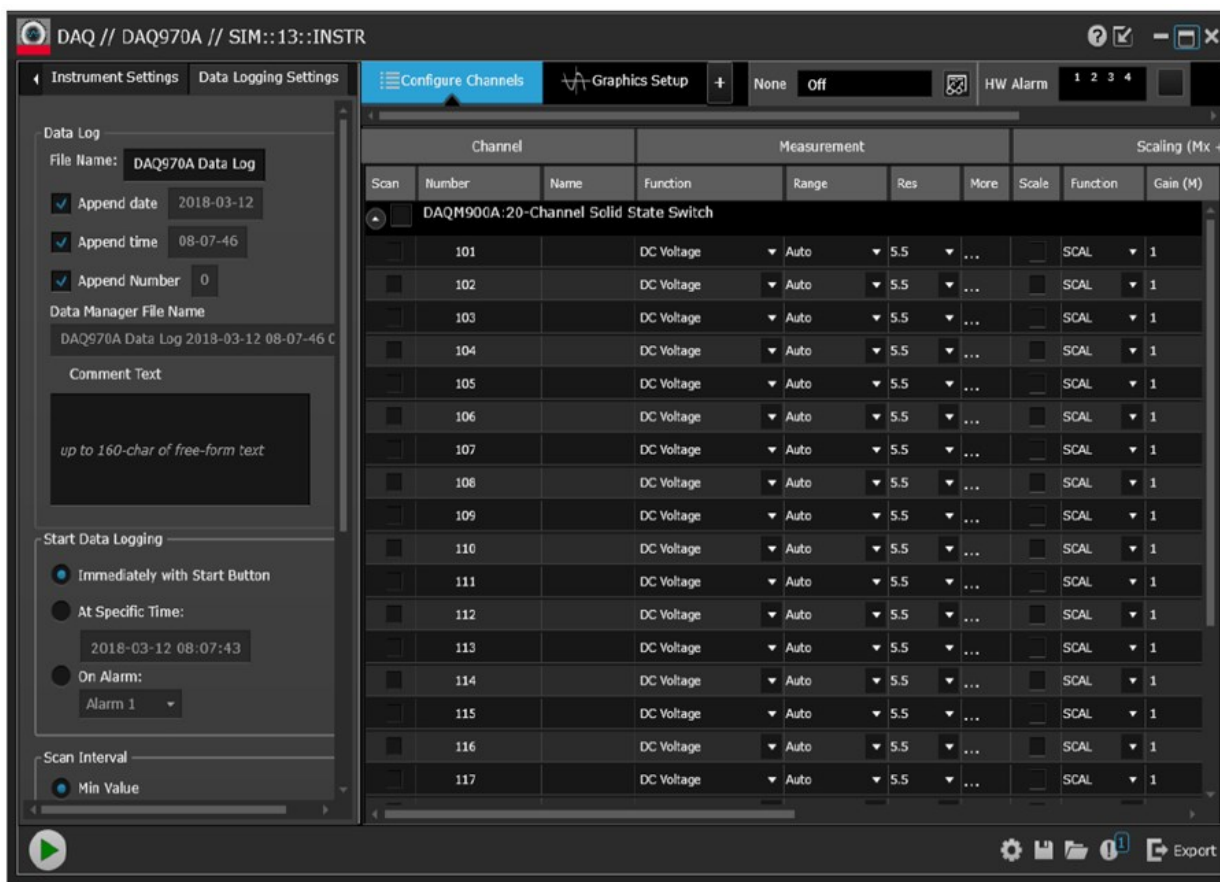 DAQ // DAQ970A // SIM::13::INSTR
Instrument Settings Data Logging Settings
Configure Channels Graphics Setup + None Off HW Alarm 1 2 3 4
Data Log
File Name: DAQ970A Data Log
Append date 2018-03-12
Append time 08-07-46
Append Number 0
Data Manager File Name
DAQ970A Data Log 2018-03-12 08-07-46
Comment Text
up to 160-char of free-form text
Start Data Logging
Immediately with Start Button
At Specific Time:
2018-03-12 08:07:43
On Alarm:
Alarm 1
Scan Interval
Min Value
Channel Measurement Scaling (Mx +
Scan Number Name Function Range Res More Scale Function Gain (M)
DAQM900A:20-Channel Solid State Switch
101 DC Voltage Auto 5.5 ... SCAL 1
102 DC Voltage Auto 5.5 ... SCAL 1
103 DC Voltage Auto 5.5 ... SCAL 1
104 DC Voltage Auto 5.5 ... SCAL 1
105 DC Voltage Auto 5.5 ... SCAL 1
106 DC Voltage Auto 5.5 ... SCAL 1
107 DC Voltage Auto 5.5 ... SCAL 1
108 DC Voltage Auto 5.5 ... SCAL 1
109 DC Voltage Auto 5.5 ... SCAL 1
110 DC Voltage Auto 5.5 ... SCAL 1
111 DC Voltage Auto 5.5 ... SCAL 1
112 DC Voltage Auto 5.5 ... SCAL 1
113 DC Voltage Auto 5.5 ... SCAL 1
114 DC Voltage Auto 5.5 ... SCAL 1
115 DC Voltage Auto 5.5 ... SCAL 1
116 DC Voltage Auto 5.5 ... SCAL 1
117 DC Voltage Auto 5.5 ... SCAL 1
1 Export